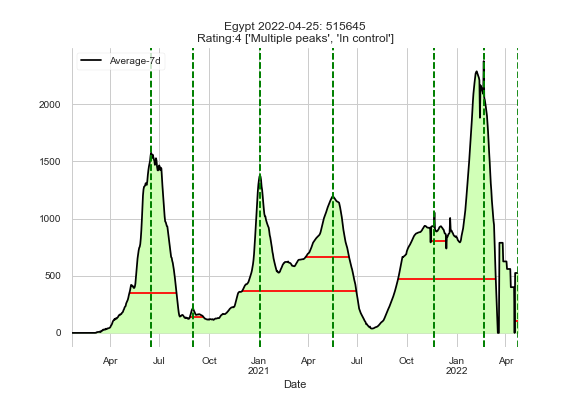 Egypt 2022-04-25: 515645
Rating:4 ['Multiple peaks', 'In control']
Average-7d
2000
1500
1000
500
0
Apr
Jul
Oct
Jan
2021
Apr
Jul
Oct
Jan
2022
Apr
Date